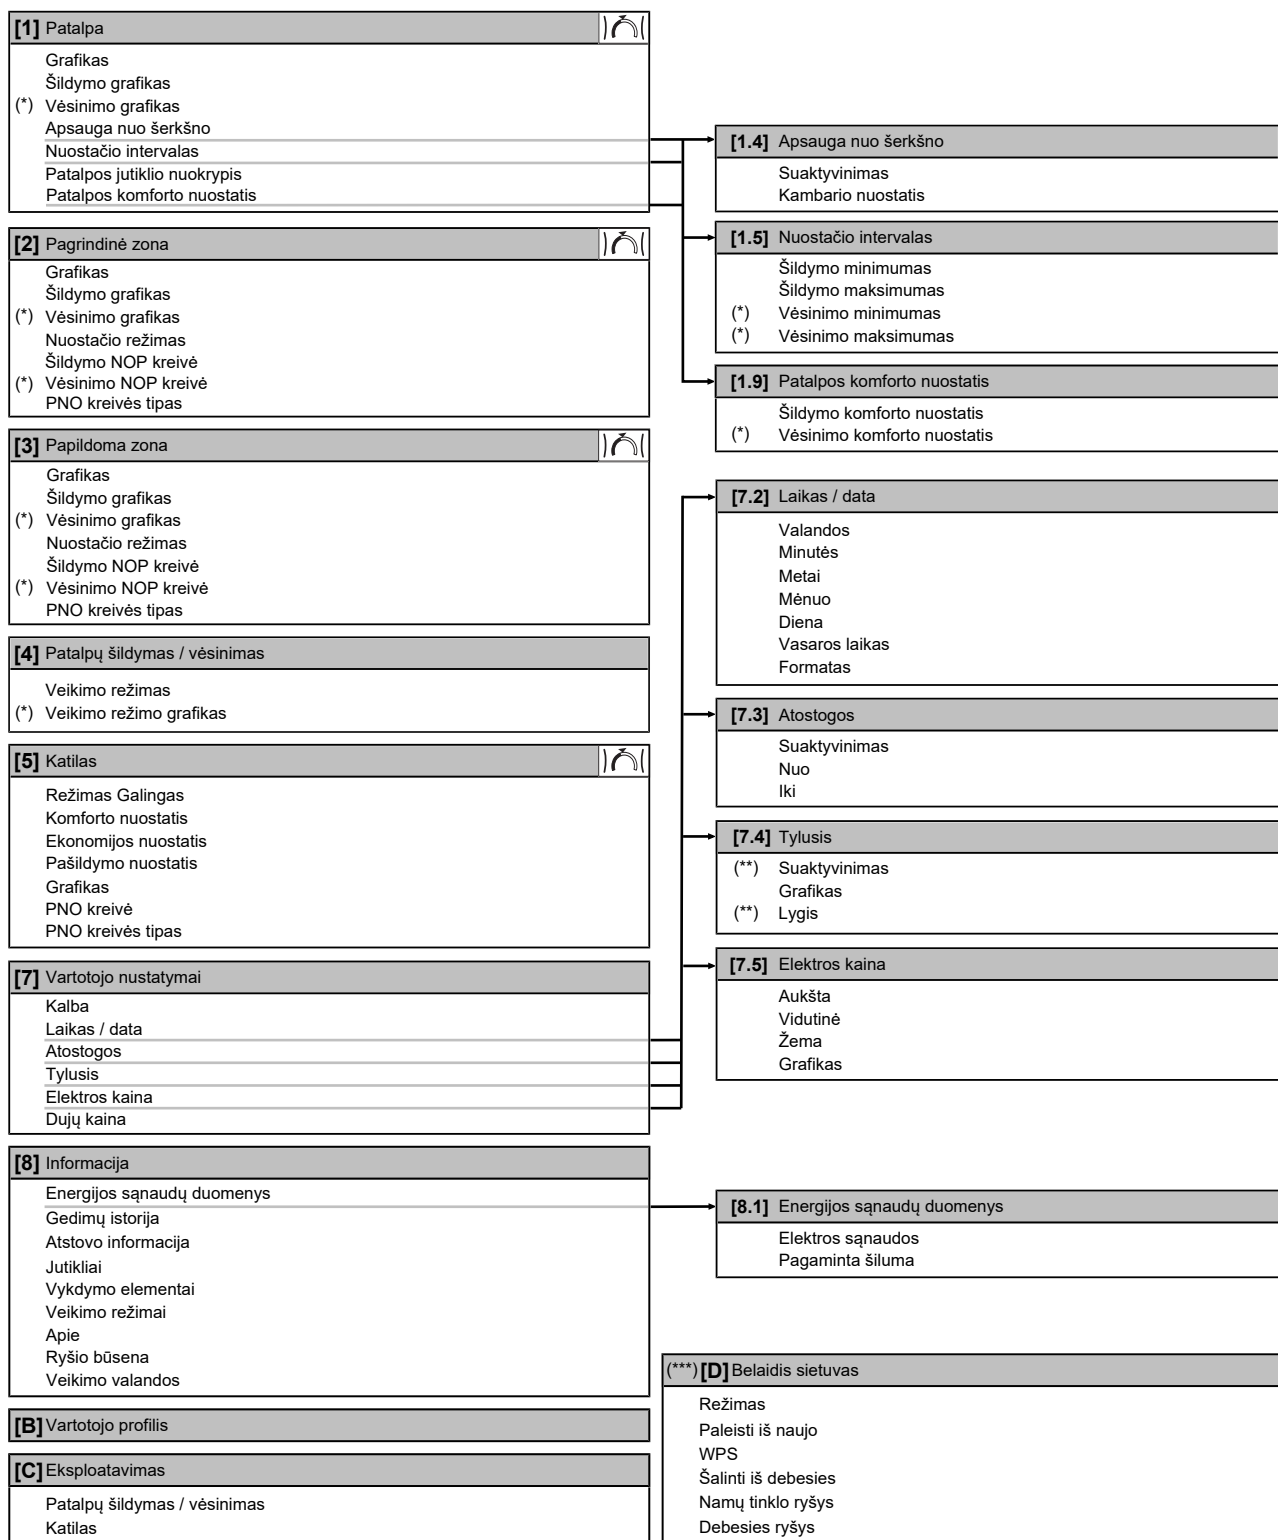 [1] Patalpa
Grafikas
Šildymo grafikas
(*) Vėsinimo grafikas
Apsauga nuo šerkšno
Nuostačio intervalas
Patalpos jutiklio nuokrypis
Patalpos komforto nuostatis
[2] Pagrindinė zona
Grafikas
Šildymo grafikas
(*) Vėsinimo grafikas
Nuostačio režimas
Šildymo NOP kreivė
(*) Vėsinimo NOP kreivė
PNO kreivės tipas
[3] Papildoma zona
Grafikas
Šildymo grafikas
(*) Vėsinimo grafikas
Nuostačio režimas
Šildymo NOP kreivė
(*) Vėsinimo NOP kreivė
PNO kreivės tipas
[4] Patalpų šildymas / vėsinimas
Veikimo režimas
(*) Veikimo režimo grafikas
[5] Katilas
Režimas Galingas
Komforto nuostatis
Ekonomijos nuostatis
Pašildymo nuostatis
Grafikas
PNO kreivė
PNO kreivės tipas
[7] Vartotojo nustatymai
Kalba
Laikas / data
Atostogos
Tylusis
Elektros kaina
Dujų kaina
[8] Informacija
Energijos sąnaudų duomenys
Gedimų istorija
Atstovo informacija
Jutikliai
Vykdymo elementai
Veikimo režimai
Apie
Ryšio būsena
Veikimo valandos
[B] Vartotojo profilis
[C] Eksploatavimas
Patalpų šildymas / vėsinimas
Katilas
[1.4] Apsauga nuo šerkšno
Suaktyvinimas
Kambario nuostatis
[1.5] Nuostačio intervalas
Šildymo minimumas
Šildymo maksimumas
(*) Vėsinimo minimumas
(*) Vėsinimo maksimumas
[1.9] Patalpos komforto nuostatis
Šildymo komforto nuostatis
(*) Vėsinimo komforto nuostatis
[7.2] Laikas / data
Valandos
Minutės
Metai
Mėnuo
Diena
Vasaros laikas
Formatas
[7.3] Atostogos
Suaktyvinimas
Nuo
Iki
[7.4] Tylusis
(**) Suaktyvinimas
Grafikas
(**) Lygis
[7.5] Elektros kaina
Aukšta
Vidutinė
Žema
Grafikas
[8.1] Energijos sąnaudų duomenys
Elektros sąnaudos
Pagaminta šiluma
(***) [D] Belaidis sietuvas
Režimas
Paleisti iš naujo
WPS
Šalinti iš debesies
Namų tinklo ryšys
Debesies ryšys